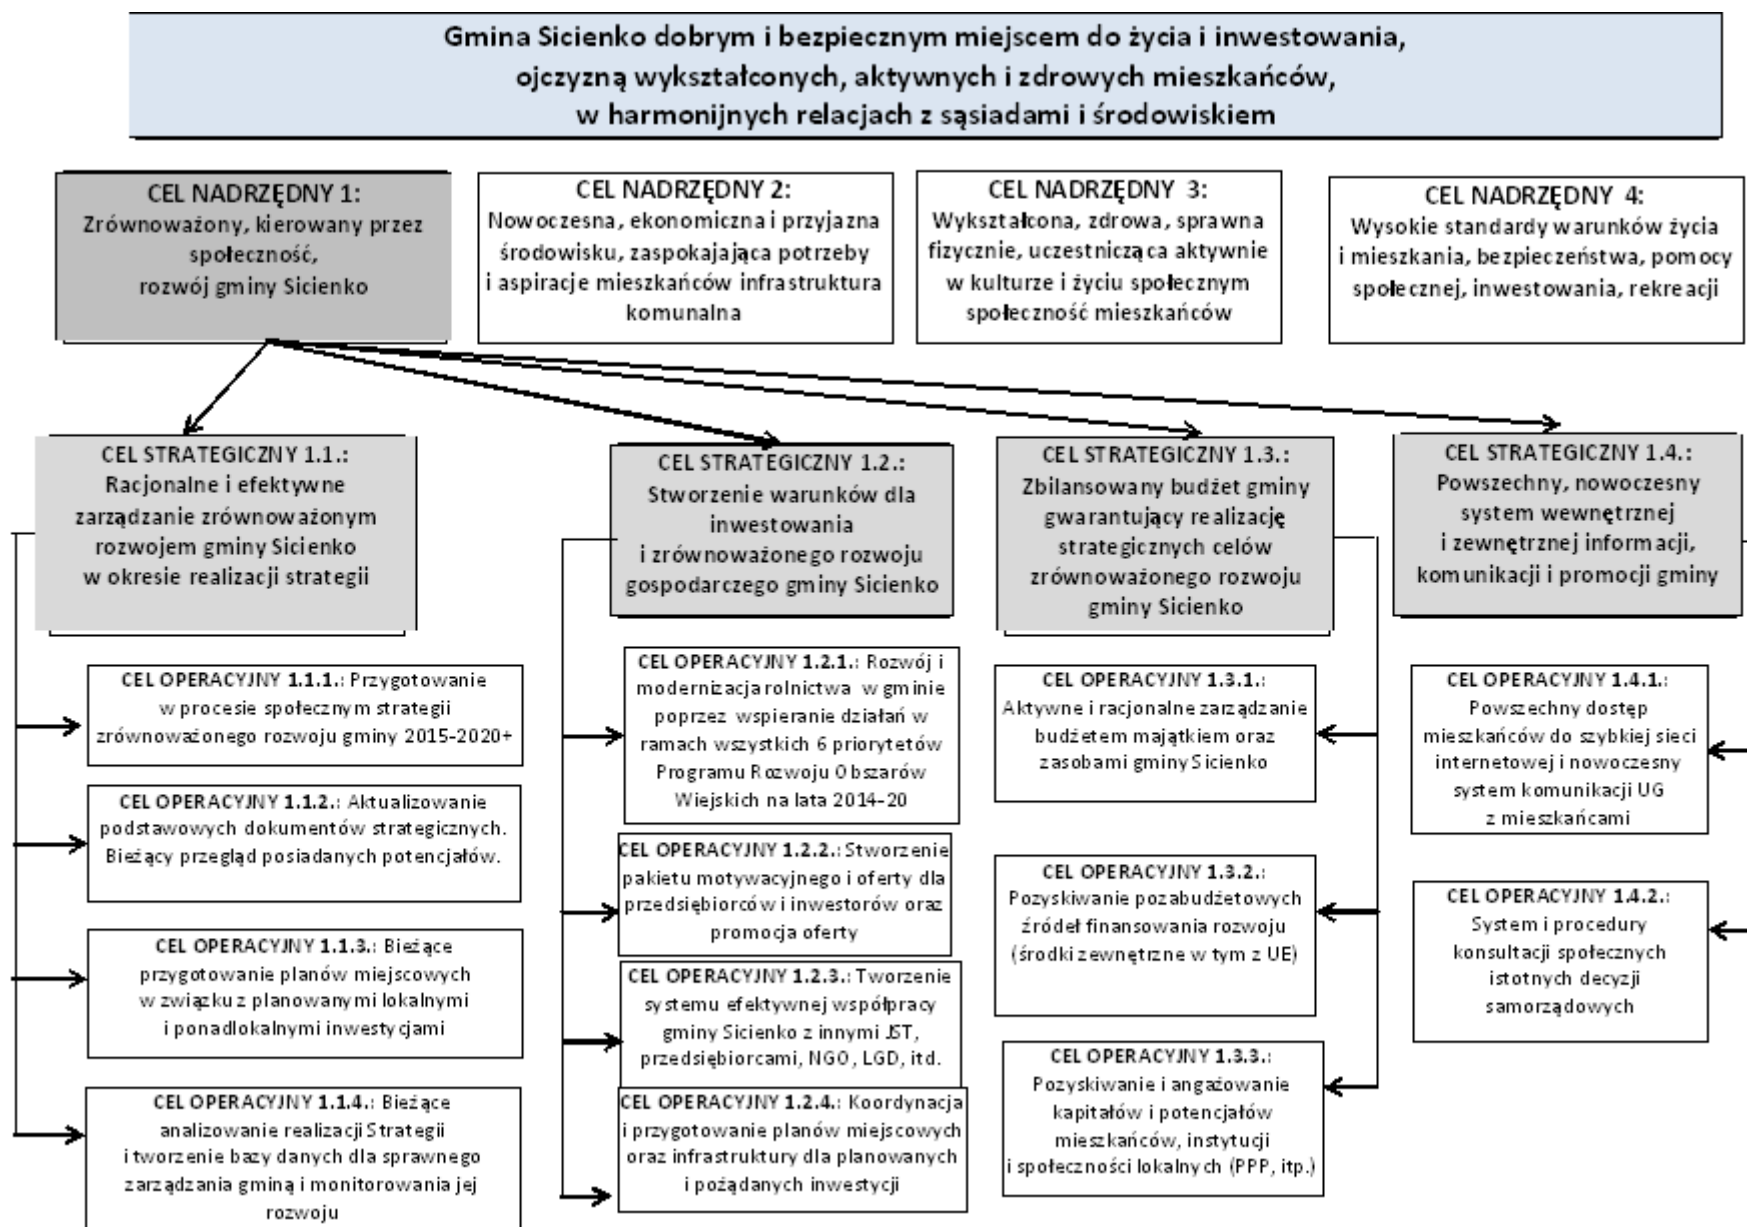 Gmina Sicienko dobrym i bezpiecznym miejscem do życia i inwestowania,
ojczyzną wykształconych, aktywnych i zdrowych mieszkańców,
w harmonijnych relacjach z sąsiadami i środowiskiem
CEL NADRZĘDNY 1:
Zrównoważony, kierowany przez
społeczność,
rozwój gminy Sicienko
CEL NADRZĘDNY 2:
Nowoczesna, ekonomiczna i przyjazna
środowisku, zaspokajająca potrzeby
i aspiracje mieszkańców infrastruktura
komunalna
CEL NADRZĘDNY 3:
Wykształcona, zdrowa, sprawna
fizycznie, uczestnicząca aktywnie
w kulturze i życiu społecznym
społeczność mieszkańców
CEL NADRZĘDNY 4:
Wysokie standardy warunków życia
i mieszkania, bezpieczeństwa, pomocy
społecznej, inwestowania, rekreacji
CEL STRATEGICZNY 1.1.:
Racjonalne i efektywne
zarządzanie zrównoważonym
rozwojem gminy Sicienko
w okresie realizacji strategii
CEL STRATEGICZNY 1.2.:
Stworzenie warunków dla
inwestowania
i zrównoważonego rozwoju
gospodarczego gminy Sicienko
CEL STRATEGICZNY 1.3.:
Zbilansowany budżet gminy
gwarantujący realizację
strategicznych celów
zrównoważonego rozwoju
gminy Sicienko
CEL STRATEGICZNY 1.4.:
Powszechny, nowoczesny
system wewnętrznej
i zewnętrznej informacji,
komunikacji i promocji gminy
CEL OPERACYJNY 1.1.1.: Przygotowanie
w procesie społecznym strategii
zrównoważonego rozwoju gminy 2015-2020+
CEL OPERACYJNY 1.1.2.: Aktualizowanie
podstawowych dokumentów strategicznych.
Bieżący przegląd posiadanych potencjałów.
CEL OPERACYJNY 1.1.3.: Bieżące
przygotowanie planów miejscowych
w związku z planowanymi lokalnymi
i ponadlokalnymi inwestycjami
CEL OPERACYJNY 1.1.4.: Bieżące
analizowanie realizacji Strategii
i tworzenie bazy danych dla sprawnego
zarządzania gminą i monitorowania jej
rozwoju
CEL OPERACYJNY 1.2.1.: Rozwój i
modernizacja rolnictwa w gminie
poprzez wspieranie działań w
ramach wszystkich 6 priorytetów
Programu Rozwoju Obszarów
Wiejskich na lata 2014-20
CEL OPERACYJNY 1.2.2.: Stworzenie
pakietu motywacyjnego i oferty dla
przedsiębiorców i inwestorów oraz
promocja oferty
CEL OPERACYJNY 1.2.3.: Tworzenie
systemu efektywnej współpracy
gminy Sicienko z innymi JST,
przedsiębiorcami, NGO, LGD, itd.
CEL OPERACYJNY 1.2.4.: Koordynacja
i przygotowanie planów miejscowych
oraz infrastruktury dla planowanych
i pożądanych inwestycji
CEL OPERACYJNY 1.3.1.:
Aktywne i racjonalne zarządzanie
budżetem majątkiem oraz
zasobami gminy Sicienko
CEL OPERACYJNY 1.3.2.:
Pozyskiwanie pozabudżetowych
źródeł finansowania rozwoju
(środki zewnętrzne w tym z UE)
CEL OPERACYJNY 1.3.3.:
Pozyskiwanie i angażowanie
kapitałów i potencjałów
mieszkańców, instytucji
i społeczności lokalnych (PPP, itp.)
CEL OPERACYJNY 1.4.1.:
Powszechny dostęp
mieszkańców do szybkiej sieci
internetowej i nowoczesny
system komunikacji UG
z mieszkańcami
CEL OPERACYJNY 1.4.2.:
System i procedury
konsultacji społecznych
istotnych decyzji
samorządowych